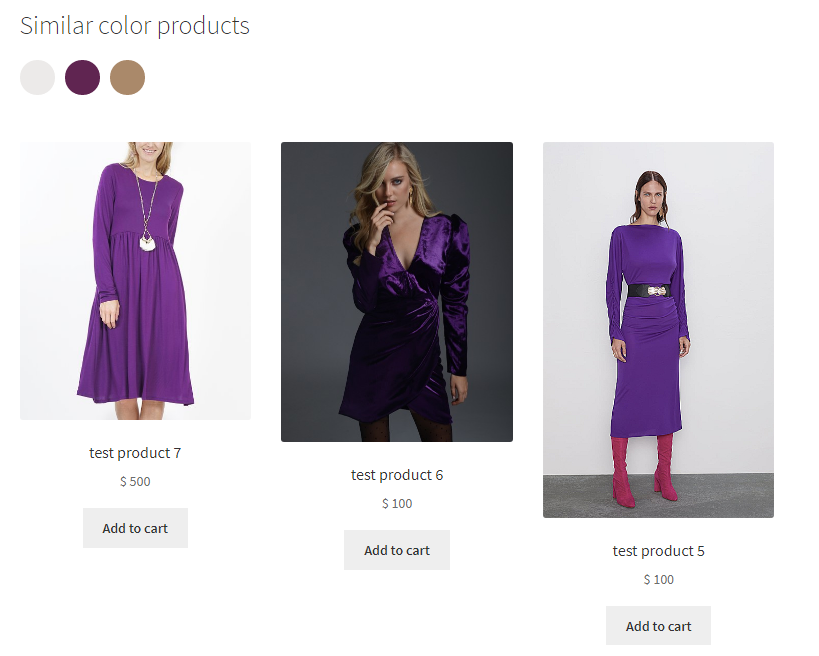 Similar color products
test product 7
$ 500
Add to cart
test product 6
$ 100
Add to cart
test product 5
$ 100
Add to cart